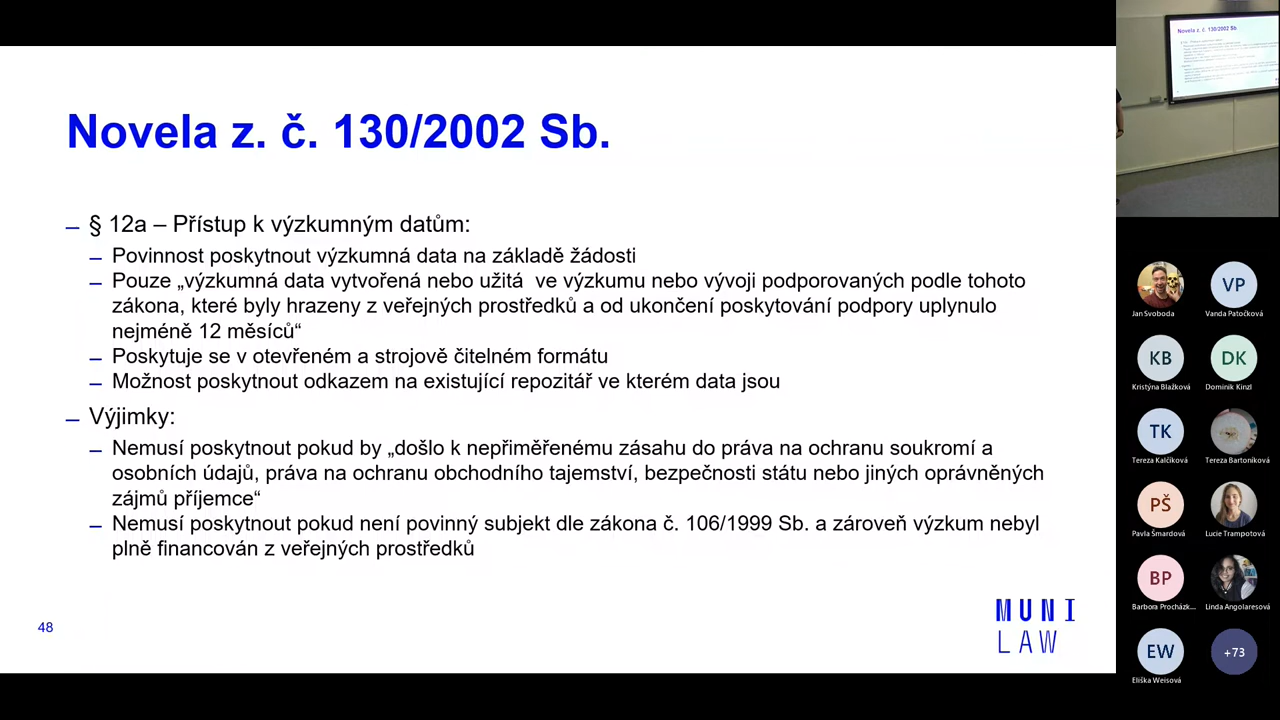 Novela z. č. 130/2002 Sb.
– § 12a – Přístup k výzkumným datům:
– Povinnost poskytnout výzkumná data na základě žádosti
– Pouze „výzkumná data vytvořená nebo užitá ve výzkumu nebo vývoji podporovaných podle tohoto
zákona, které byly hrazeny z veřejných prostředků a od ukončení poskytování podpory uplynulo
nejméně 12 měsíců“
– Poskytuje se v otevřeném a strojově čitelném formátu
– Možnost poskytnout odkazem na existující repozitář ve kterém data jsou
– Výjimky:
– Nemusí poskytnout pokud by „došlo k nepřiměřenému zásahu do práva na ochranu soukromí a
osobních údajů, práva na ochranu obchodního tajemství, bezpečnosti státu nebo jiných oprávněných
zájmů příjemce“
– Nemusí poskytnout pokud není povinný subjekt dle zákona č. 106/1999 Sb. a zároveň výzkum nebyl
plně financován z veřejných prostředků
48
MUNI
LAW
Novela z. č. 130/2002 Sb
VP
Jan Svoboda
Vanda Patočková
KB
DK
Kristýna Blažková
Dominik Kinzl
TK
Tereza Kalčíková
Tereza Bartoníková
PŠ
Pavla Šmardová
Lucie Trampotová
BP
Barbora Procházk...
Linda Angolaresová
EW
+73
Eliška Weisová